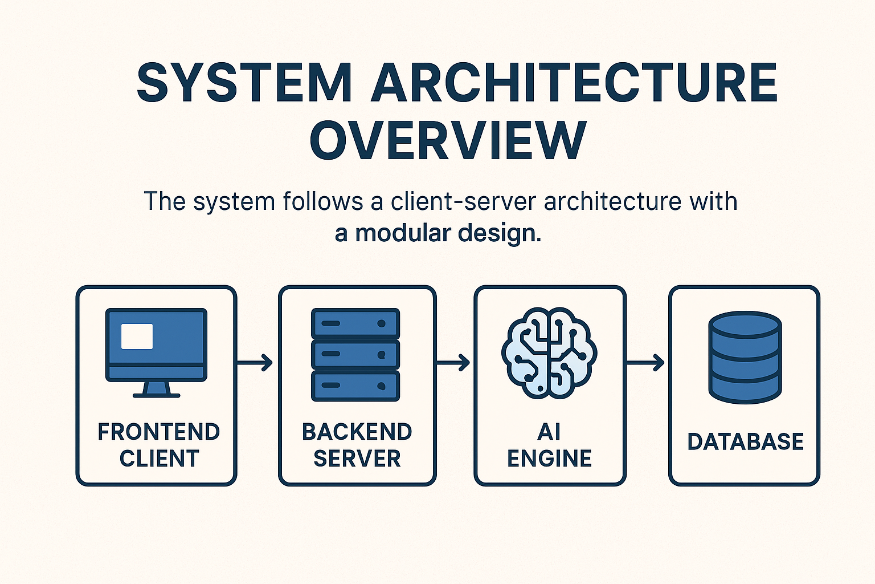 SYSTEM ARCHITECTURE
OVERVIEW
The system follows a client-server architecture with
a modular design.
FRONTEND
CLIENT
BACKEND
SERVER
AI
ENGINE
DATABASE